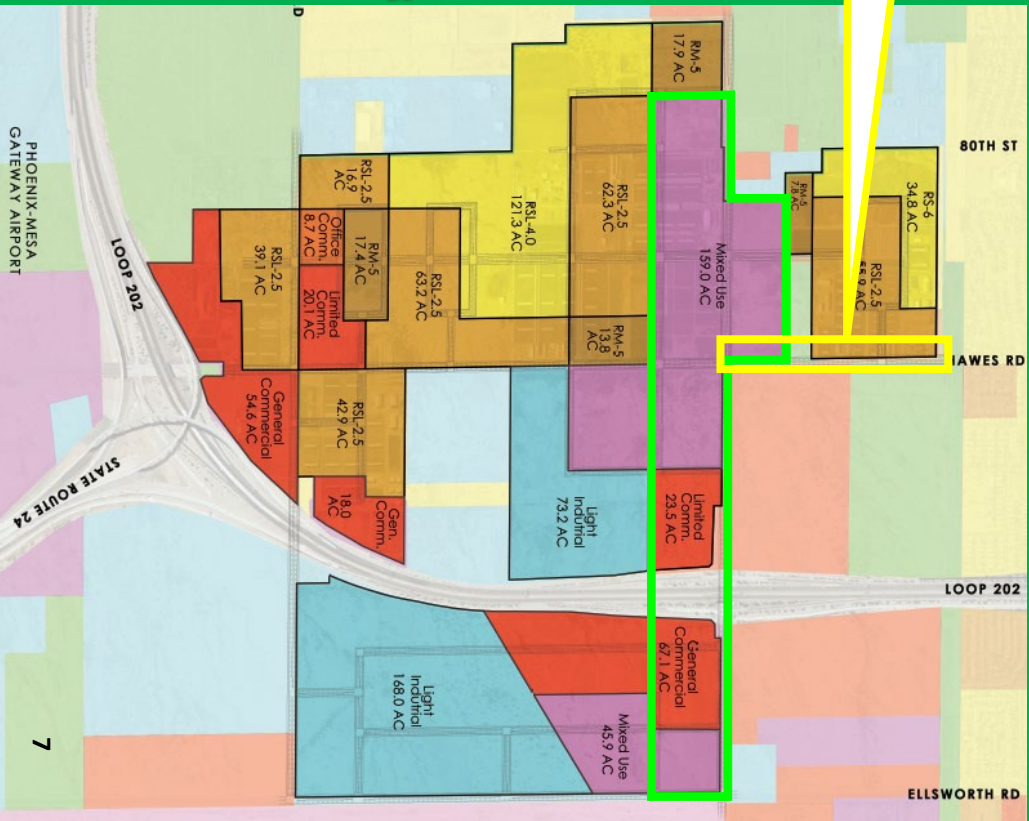 D
RM-5
17.9 AC
80TH ST
RS-6
34.8 AC
RM-5
7.8 AC
RSL-2.5
55.9 AC
IAWES RD
PHOENIX-MESA
GATEWAY AIRPORT
LOOP 202
RSL-2.5
16.9
AC
RSL-4.0
121.3 AC
RSL-2.5
62.3 AC
Mixed Use
159.0 AC
Office
Comm.
8.7 AC
RM-5
17.4 AC
RSL-2.5
63.2 AC
RSL-2.5
39.1 AC
Limited
Comm.
20.1 AC
RM-5
13.8
AC
General
Commercial
54.6 AC
RSL-2.5
42.9 AC
STATE ROUTE 24
Gen.
Comm.
18.0
AC
Light
Indutrial
73.2 AC
Limited
Comm.
23.5 AC
LOOP 202
General
Commercial
67.1 AC
Light
Indutrial
168.0 AC
Mixed Use
45.9 AC
7
ELLSWORTH RD